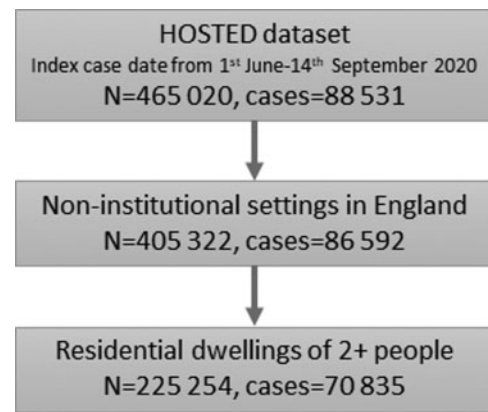 HOSTED dataset
Index case date from 1st June-14th September 2020
N=465 020, cases=88 531
Non-institutional settings in England
N=405 322, cases=86 592
Residential dwellings of 2+ people
N=225 254, cases=70 835